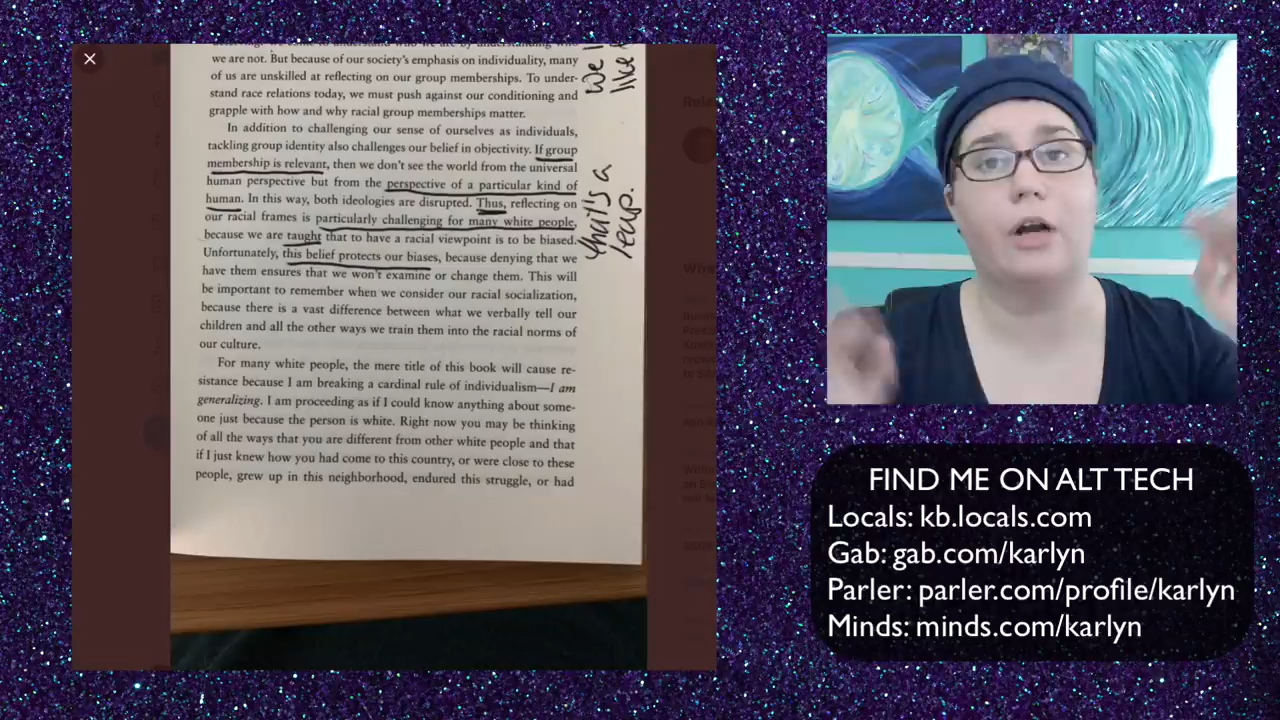 we are not. But because of our society's emphasis on individuality, many
of us are unskilled at reflecting on our group memberships. To under-
stand race relations today, we must push against our conditioning and
grapple with how and why racial group memberships matter.
In addition to challenging our sense of ourselves as individuals,
tackling group identity also challenges our belief in objectivity. If group
membership is relevant, then we don't see the world from the universal
human perspective but from the perspective of a particular kind of
human. In this way, both ideologies are disrupted. Thus, reflecting on
our racial frames is particularly challenging for many white people,
because we are taught that to have a racial viewpoint is to be biased.
Unfortunately, this belief protects our biases, because denying that we
have them ensures that we won't examine or change them. This will
be important to remember when we consider our racial socialization,
because there is a vast difference between what we verbally tell our
children and all the other ways we train them into the racial norms of
our culture.
For many white people, the mere title of this book will cause re-
sistance because I am breaking a cardinal rule of individualism—I am
generalizing. I am proceeding as if I could know anything about some-
one just because the person is white. Right now you may be thinking
of all the ways that you are different from other white people and that
if I just knew how you had come to this country, or were close to these
people, grew up in this neighborhood, endured this struggle, or had
we
like
that's a
leap.
FIND ME ON ALT TECH
Locals: kb.locals.com
Gab: gab.com/karlyn
Parler: parler.com/profile/karlyn
Minds: minds.com/karlyn